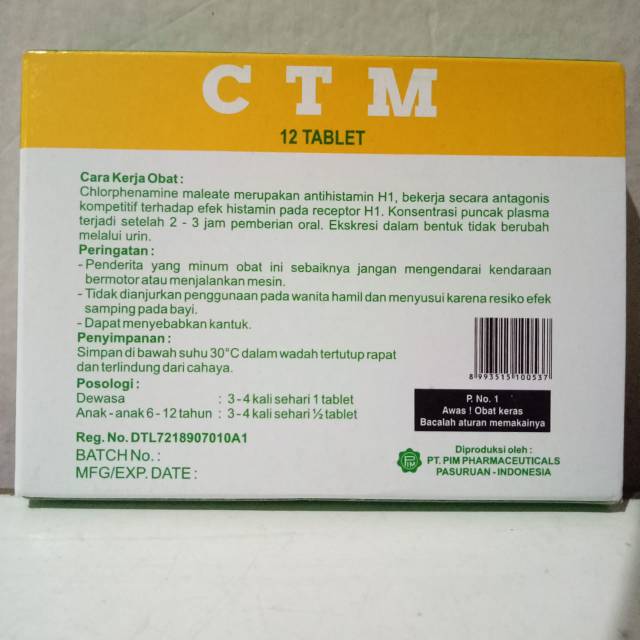 C T M
12 TABLET
Cara Kerja Obat :
Chlorphenamine maleate merupakan antihistamin H1, bekerja secara antagonis
kompetitif terhadap efek histamin pada receptor H1. Konsentrasi puncak plasma
terjadi setelah 2 - 3 jam pemberian oral. Ekskresi dalam bentuk tidak berubah
melalui urin.
Peringatan :
- Penderita yang minum obat ini sebaiknya jangan mengendarai kendaraan
bermotor atau menjalankan mesin.
- Tidak dianjurkan penggunaan pada wanita hamil dan menyusui karena resiko efek
samping pada bayi.
- Dapat menyebabkan kantuk.
Penyimpanan :
Simpan di bawah suhu 30°C dalam wadah tertutup rapat
dan terlindung dari cahaya.
Posologi :
Dewasa : 3 - 4 kali sehari 1 tablet
Anak - anak 6 - 12 tahun : 3 - 4 kali sehari ½ tablet
Reg. No. DTL7218907010A1
BATCH No. :
MFG/EXP. DATE :
8 993515 100537
P. No. 1
Awas ! Obat keras
Bacalah aturan memakainya
PIM
Diproduksi oleh :
PT. PIM PHARMACEUTICALS
PASURUAN - INDONESIA